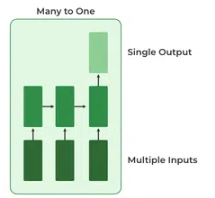 Many to One
Single Output
Multiple Inputs